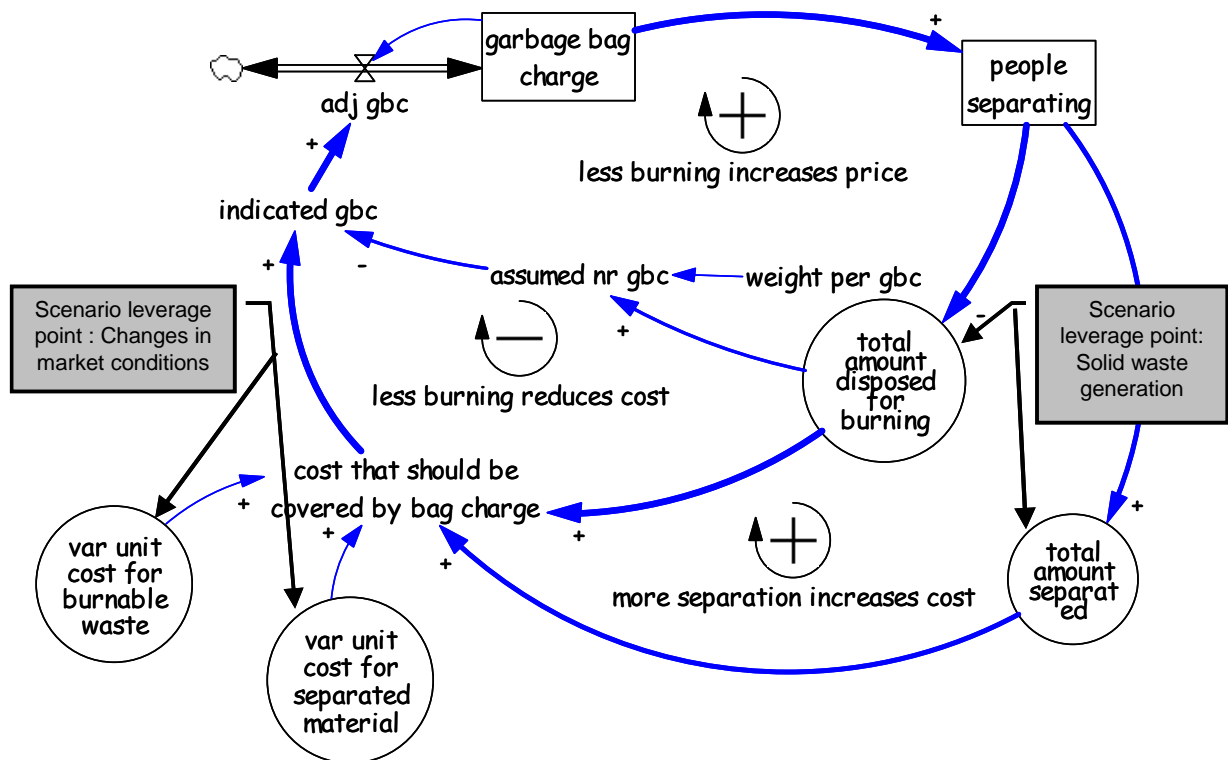 garbage bag
charge
+
people
separating
adj gbc
+
less burning increases price
indicated gbc
+
-
assumed nr gbc
weight per gbc
+
Scenario leverage
point : Changes in
market conditions
less burning reduces cost
total
amount
disposed
for
burning
-
Scenario
leverage point:
Solid waste
generation
cost that should be
covered by bag charge
+
+
+
+
+
more separation increases cost
var unit
cost for
burnable
waste
var unit
cost for
separated
material
total
amount
separat
ed